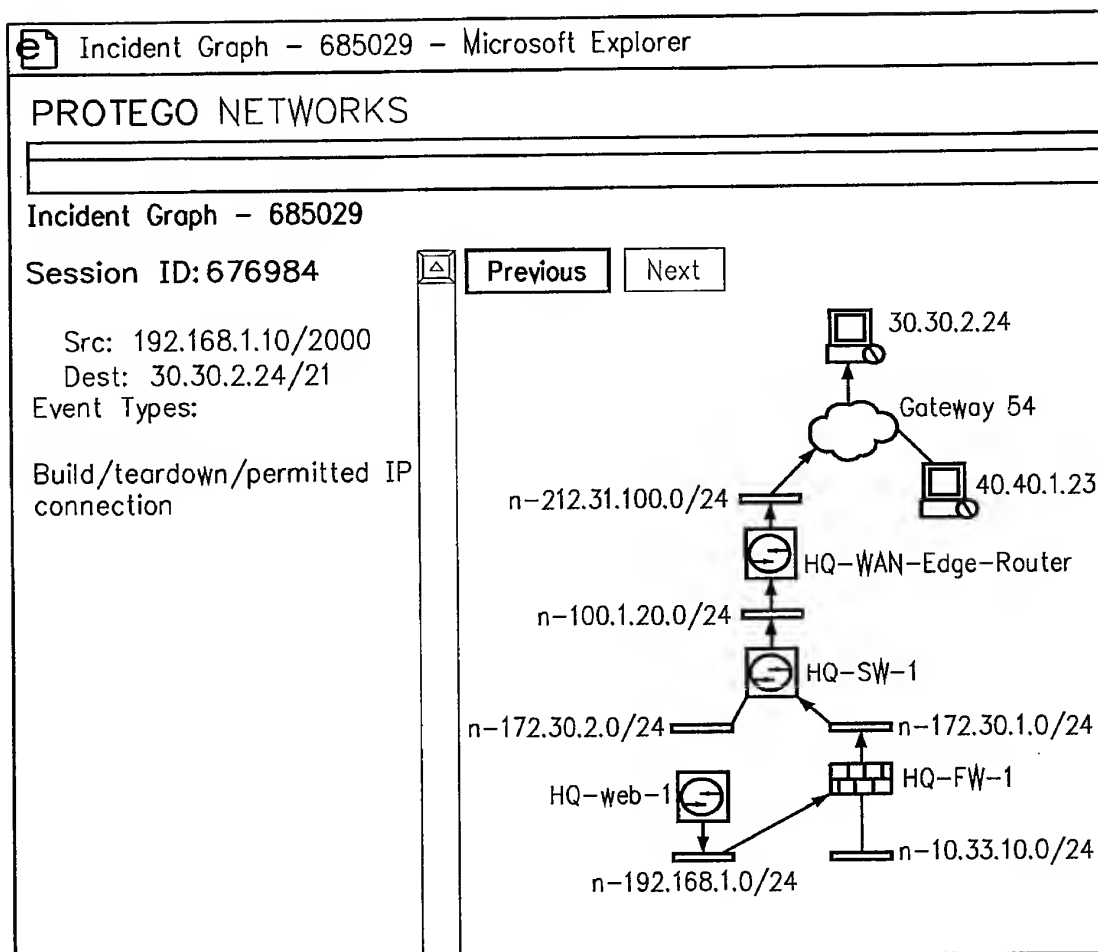 Incident Graph – 685029 – Microsoft Explorer
PROTEGO NETWORKS
Incident Graph – 685029
Session ID: 676984
Previous
Next
Src: 192.168.1.10/2000
Dest: 30.30.2.24/21
Event Types:
Build/teardown/permitted IP
connection
30.30.2.24
Gateway 54
40.40.1.23
n-212.31.100.0/24
HQ-WAN-Edge-Router
n-100.1.20.0/24
HQ-SW-1
n-172.30.2.0/24
n-172.30.1.0/24
HQ-web-1
HQ-FW-1
n-10.33.10.0/24
n-192.168.1.0/24